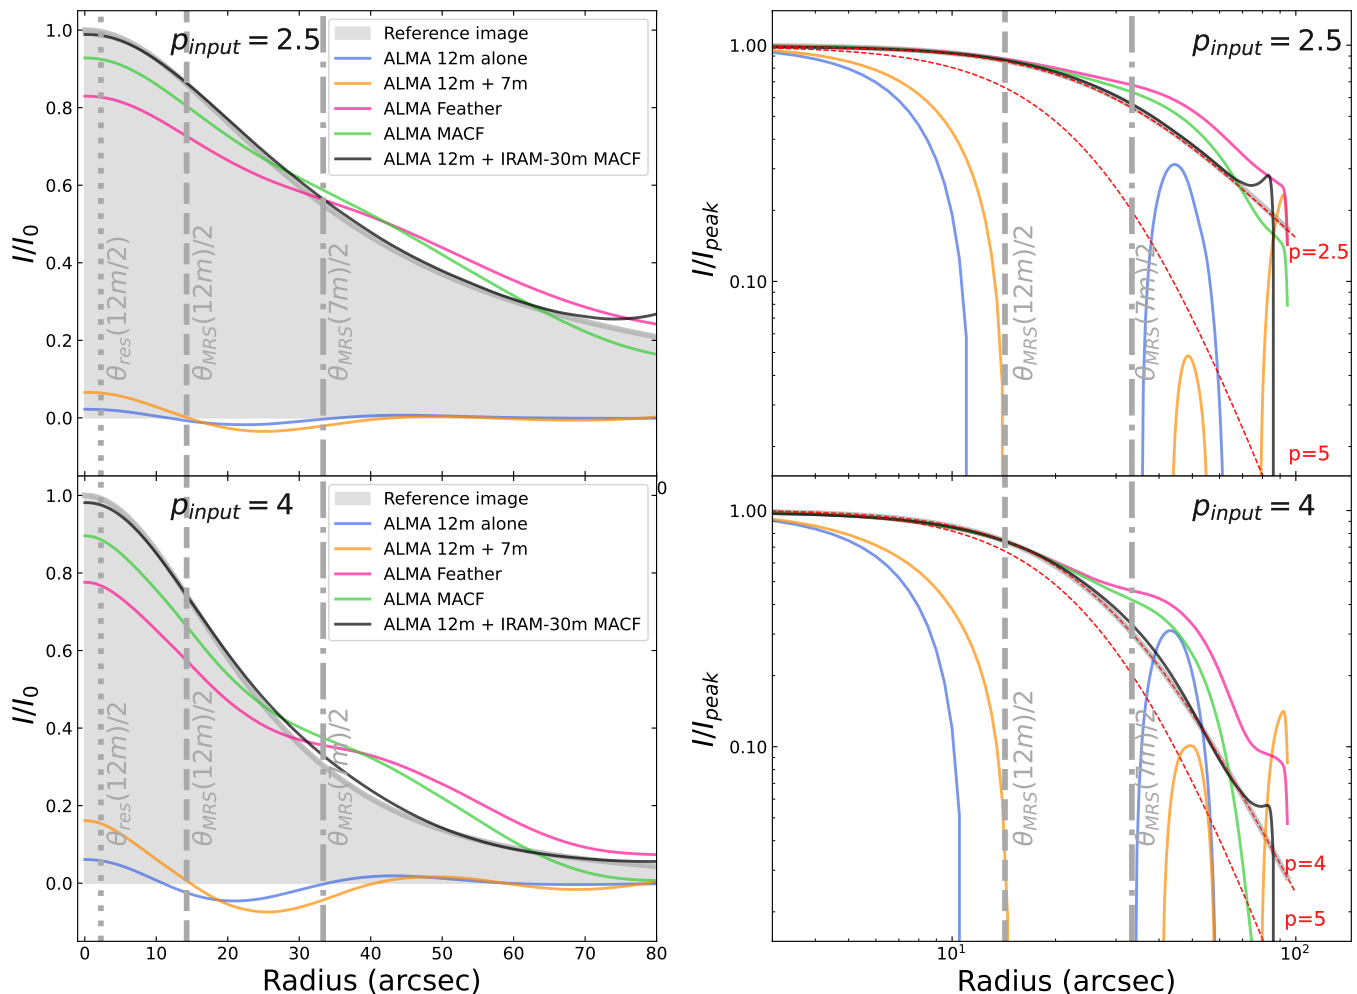 p_input = 2.5
Reference image
ALMA 12m alone
ALMA 12m + 7m
ALMA Feather
ALMA MACF
ALMA 12m + IRAM-30m MACF
1.0
0.8
0.6
0.4
0.2
0.0
I/I_0
θ_res(12m/2)
θ_MRS(12m)/2
θ_MRS(7m)/2
p_input = 2.5
1.00
0.10
I/I_peak
θ_MRS(12m)/2
θ_MRS(7m)/2
p=2.5
p=5
p_input = 4
Reference image
ALMA 12m alone
ALMA 12m + 7m
ALMA Feather
ALMA MACF
ALMA 12m + IRAM-30m MACF
0
1.0
0.8
0.6
0.4
0.2
0.0
I/I_0
θ_res(12m)/2
θ_MRS(12m)/2
θ_MRS(7m)/2
0 10 20 30 40 50 60 70 80
Radius (arcsec)
p_input = 4
1.00
0.10
I/I_peak
θ_MRS(12m)/2
θ_MRS(7m)/2
p=4
p=5
10^1 10^2
Radius (arcsec)